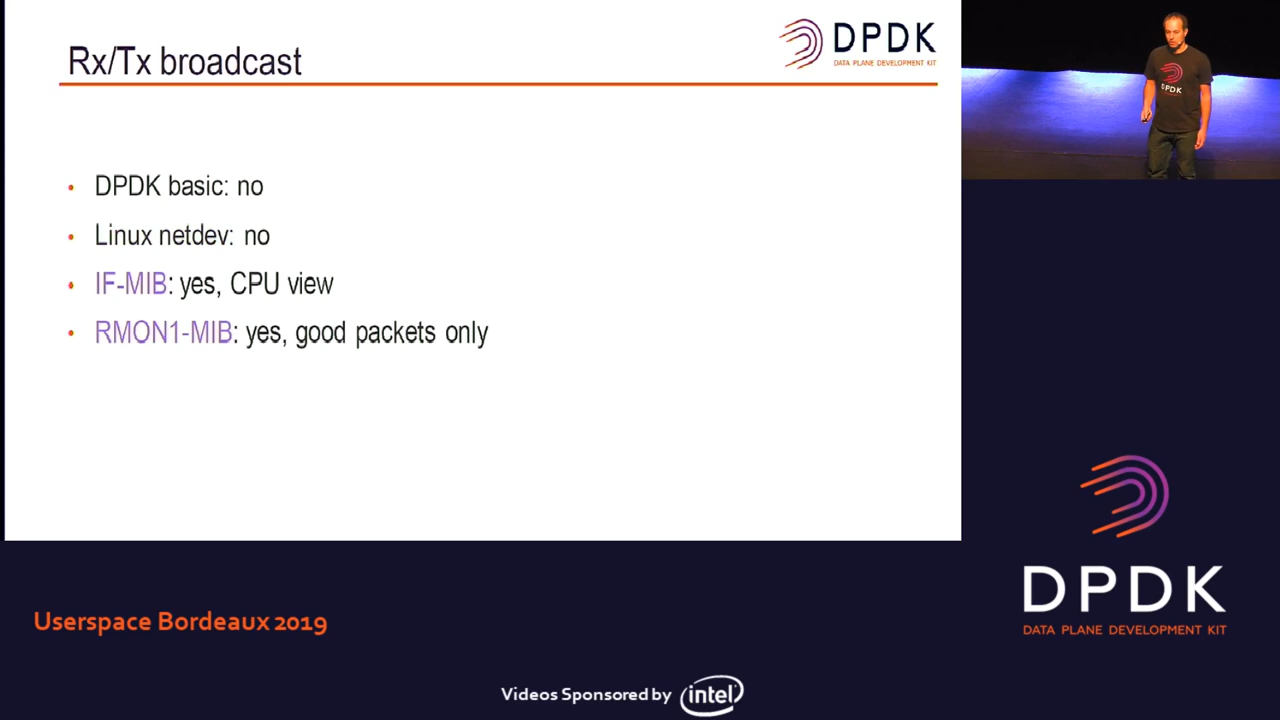 Rx/Tx broadcast
DPDK
DATA PLANE DEVELOPMENT KIT
• DPDK basic: no
• Linux netdev: no
• IF-MIB: yes, CPU view
• RMON1-MIB: yes, good packets only
DPDK
DPDK
DATA PLANE DEVELOPMENT KIT
Userspace Bordeaux 2019
Videos Sponsored by intel